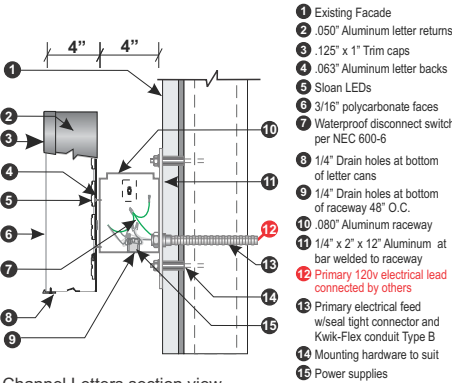 4” 4”
1
2
3
4
5
6
7
8
9
10
11
12
13
14
15
1 Existing Facade
2 .050” Aluminum letter returns
3 .125” x 1” Trim caps
4 .063” Aluminum letter backs
5 Sloan LEDs
6 3/16” polycarbonate faces
7 Waterproof disconnect switch
per NEC 600-6
8 1/4” Drain holes at bottom
of letter cans
9 1/4” Drain holes at bottom
of raceway 48” O.C.
10 .080” Aluminum raceway
11 1/4” x 2” x 12” Aluminum at
bar welded to raceway
12 Primary 120v electrical lead
connected by others
13 Primary electrical feed
w/seal tight connector and
Kwik-Flex conduit Type B
14 Mounting hardware to suit
15 Power supplies
Channel Letters section view